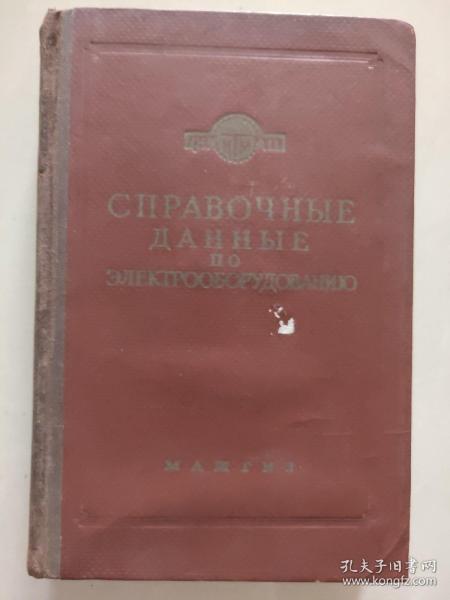 СПРАВОЧНЫЕ
ДАННЫЕ
ПО
ЭЛЕКТРООБОРУДОВАНИЮ
МАШГИЗ
孔夫子旧书网
www.kongfz.com